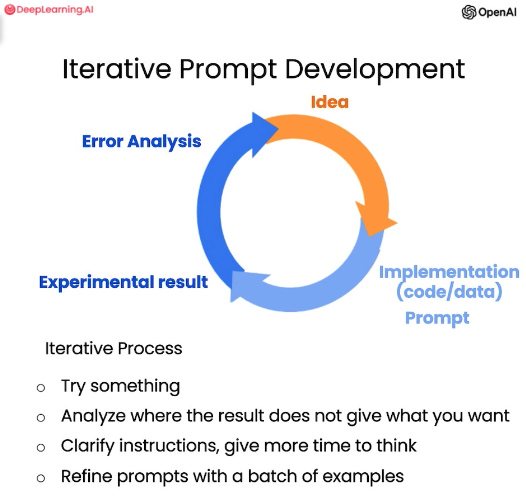 DeepLearning.AI
OpenAI
Iterative Prompt Development
Idea
Error Analysis
Experimental result
Implementation
(code/data)
Prompt
Iterative Process
o Try something
o Analyze where the result does not give what you want
o Clarify instructions, give more time to think
o Refine prompts with a batch of examples